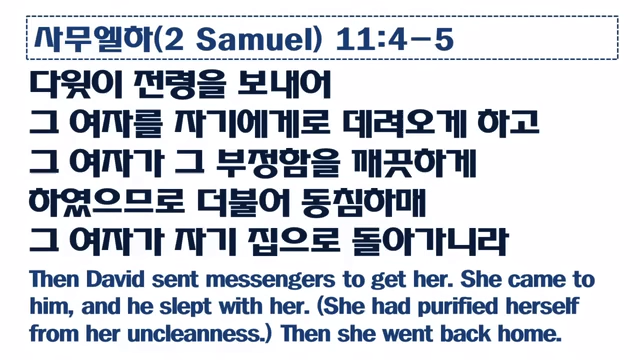 사무엘하(2 Samuel) 11:4-5
다윗이 전령을 보내어
그 여자를 자기에게로 데려오게 하고
그 여자가 그 부정함을 깨끗하게
하였으므로 더불어 동침하매
그 여자가 자기 집으로 돌아가니라
Then David sent messengers to get her. She came to
him, and he slept with her. (She had purified herself
from her uncleanness.) Then she went back home.